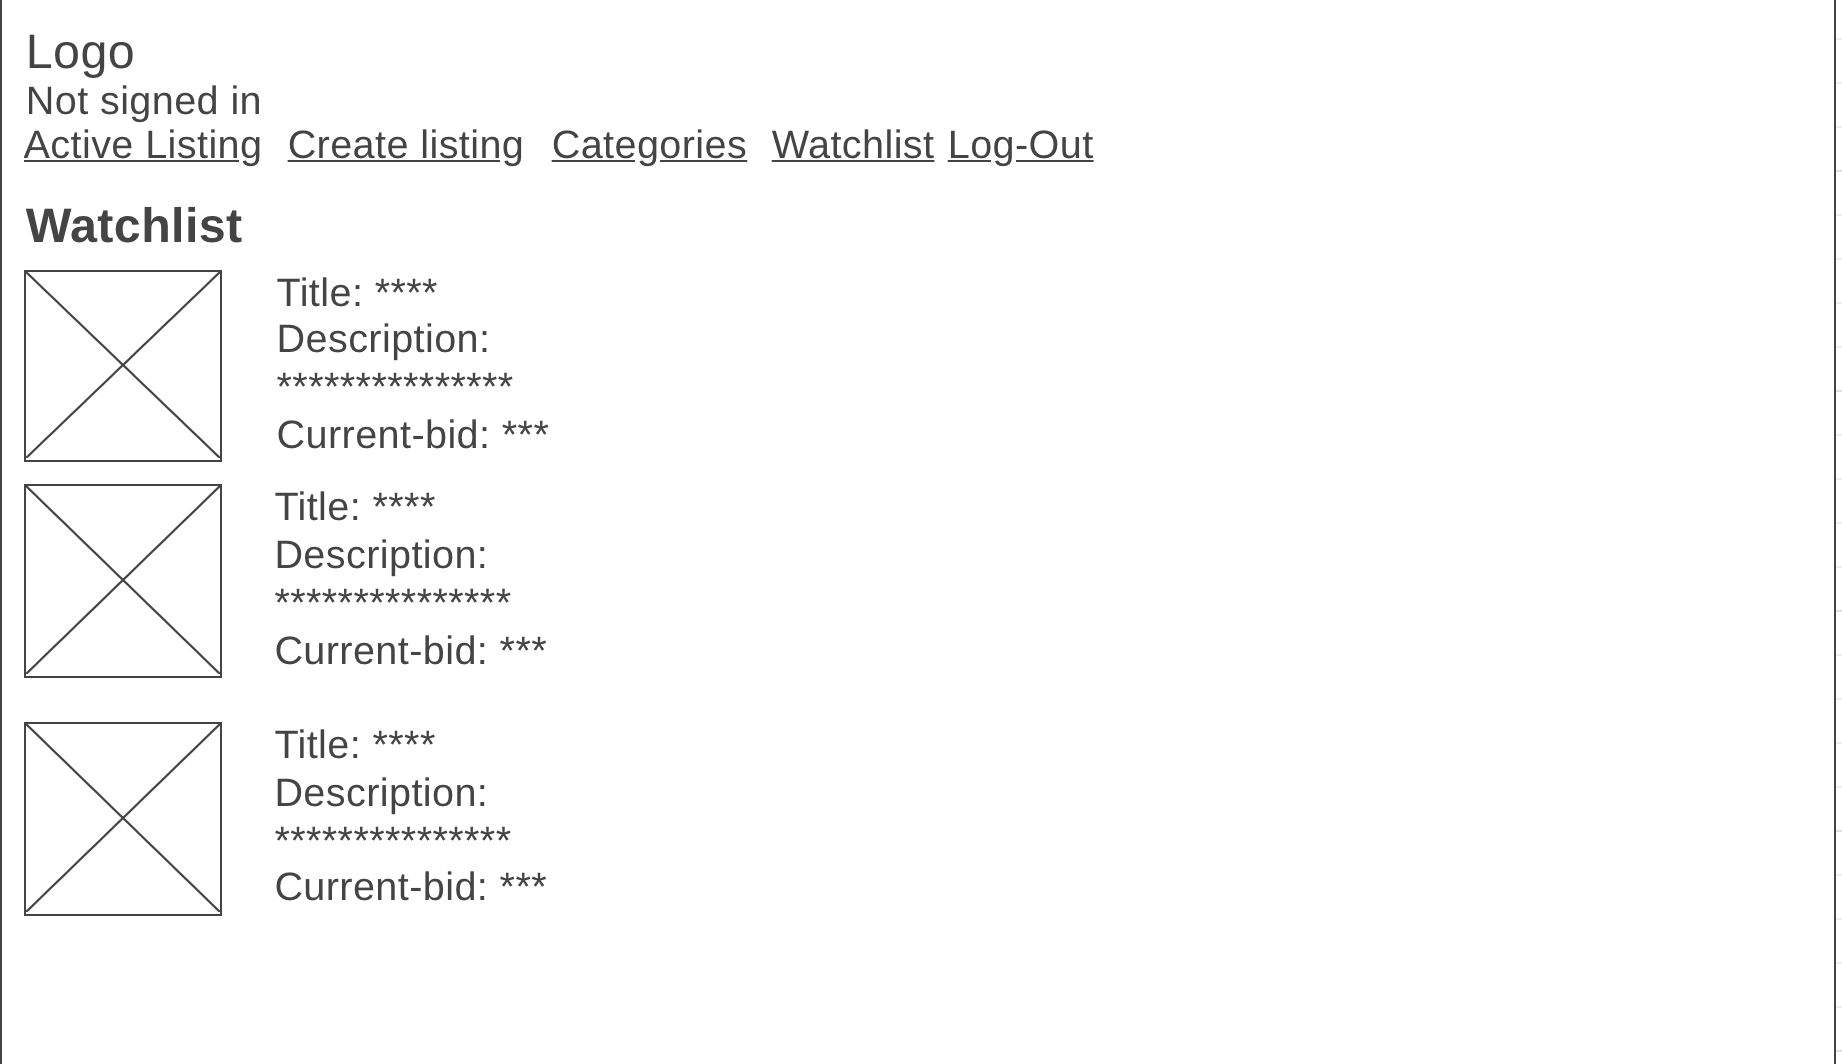 Logo
Not signed in
Active Listing Create listing Categories Watchlist Log-Out
Watchlist
Title: ****
Description:
***************
Current-bid: ***
Title: ****
Description:
***************
Current-bid: ***
Title: ****
Description:
***************
Current-bid: ***